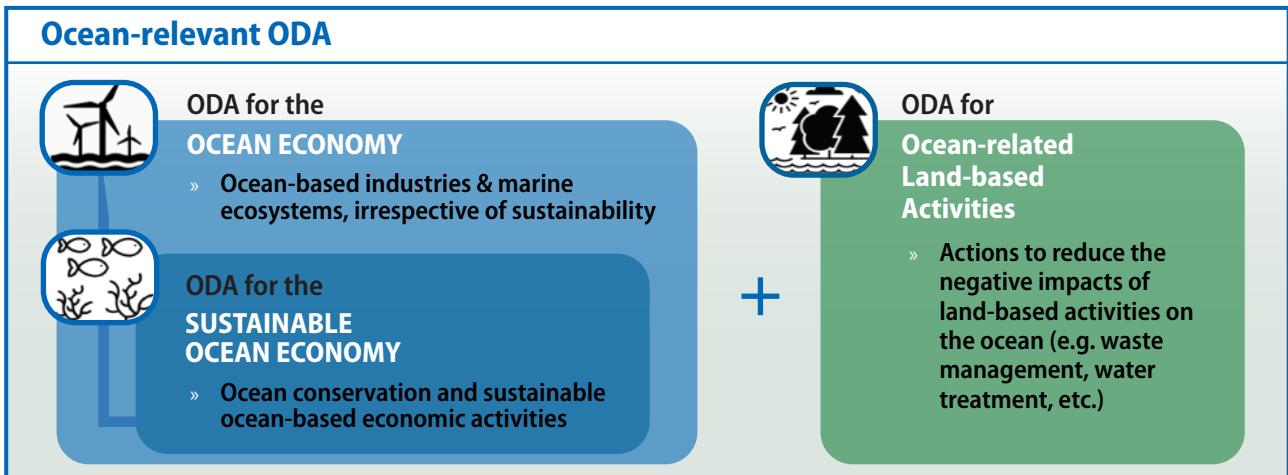 Ocean-relevant ODA
ODA for the
OCEAN ECONOMY
» Ocean-based industries & marine
ecosystems, irrespective of sustainability
ODA for the
SUSTAINABLE
OCEAN ECONOMY
» Ocean conservation and sustainable
ocean-based economic activities
+
ODA for
Ocean-related
Land-based
Activities
» Actions to reduce the
negative impacts of
land-based activities on
the ocean (e.g. waste
management, water
treatment, etc.)